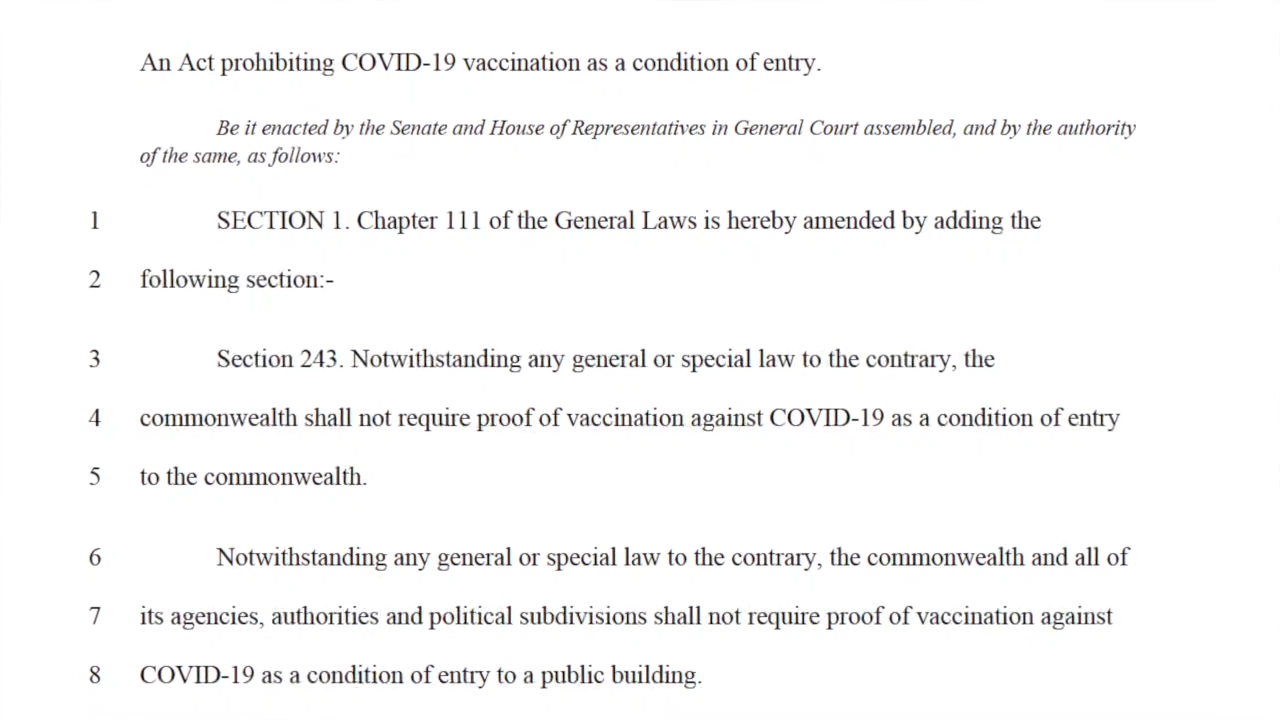 An Act prohibiting COVID-19 vaccination as a condition of entry.
Be it enacted by the Senate and House of Representatives in General Court assembled, and by the authority
of the same, as follows:
1 SECTION 1. Chapter 111 of the General Laws is hereby amended by adding the
2 following section:-
3 Section 243. Notwithstanding any general or special law to the contrary, the
4 commonwealth shall not require proof of vaccination against COVID-19 as a condition of entry
5 to the commonwealth.
6 Notwithstanding any general or special law to the contrary, the commonwealth and all of
7 its agencies, authorities and political subdivisions shall not require proof of vaccination against
8 COVID-19 as a condition of entry to a public building.